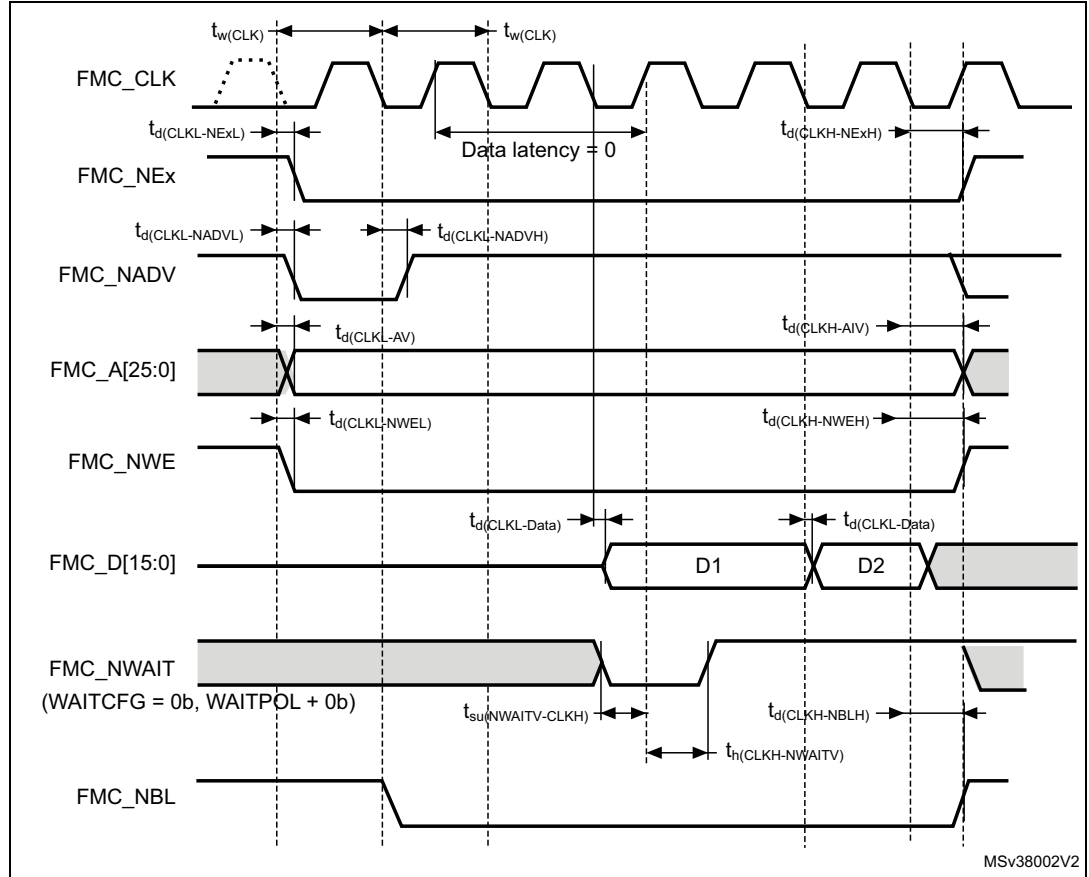 tw(CLK) tw(CLK)
FMC_CLK
td(CLKL-NExL) td(CLKH-NExH)
Data latency = 0
FMC_NEx
td(CLKL-NADVL) td(CLKL-NADVH)
FMC_NADV
td(CLKL-AV) td(CLKH-AIV)
FMC_A[25:0]
td(CLKL-NWEL) td(CLKH-NWEH)
FMC_NWE
td(CLKL-Data) td(CLKL-Data)
FMC_D[15:0] D1 D2
FMC_NWAIT
(WAITCFG = 0b, WAITPOL + 0b)
tsu(NWAITV-CLKH) td(CLKH-NBLH)
th(CLKH-NWAITV)
FMC_NBL
MSv38002V2